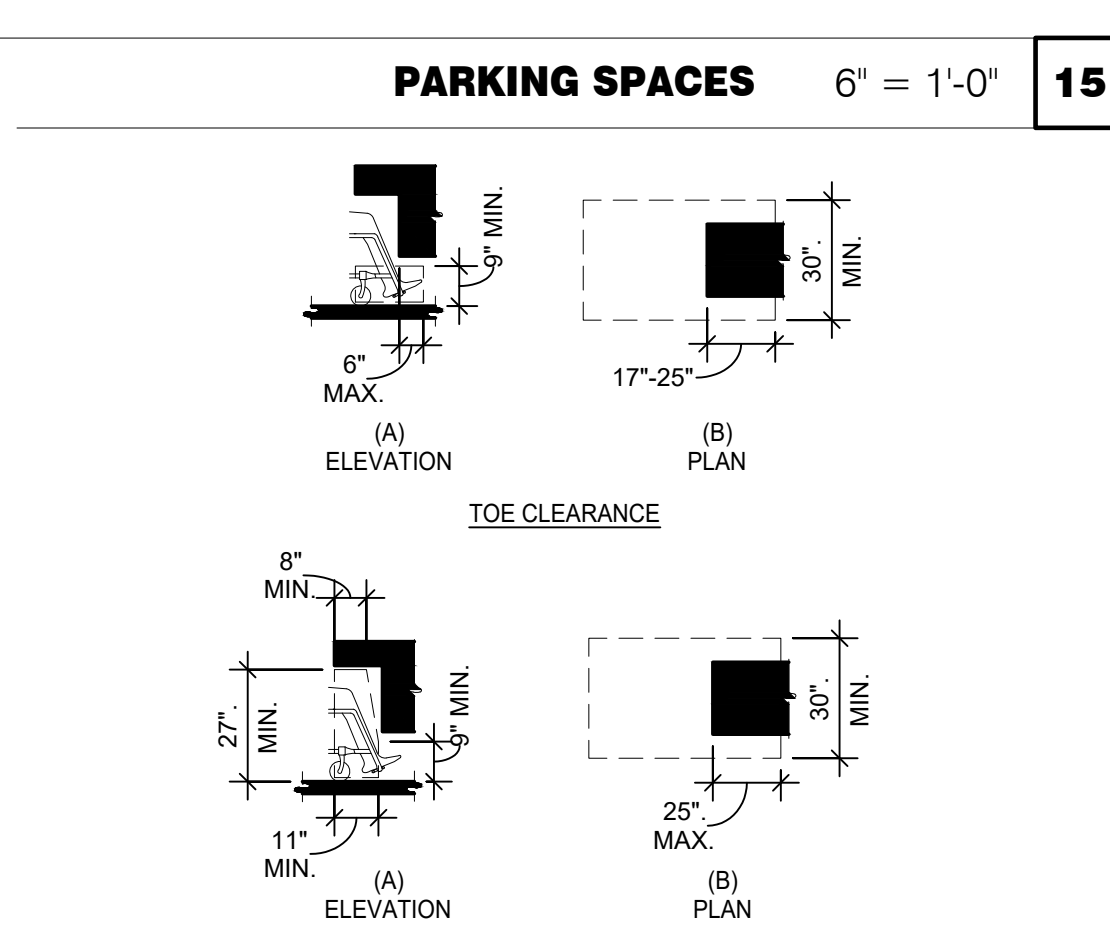 PARKING SPACES 6" = 1'-0" 15
9" MIN.
6"
MAX.
(A)
ELEVATION
30".
MIN.
17"-25"
(B)
PLAN
TOE CLEARANCE
8"
MIN.
27".
MIN.
9" MIN.
11"
MIN.
(A)
ELEVATION
30".
MIN.
25".
MAX.
(B)
PLAN